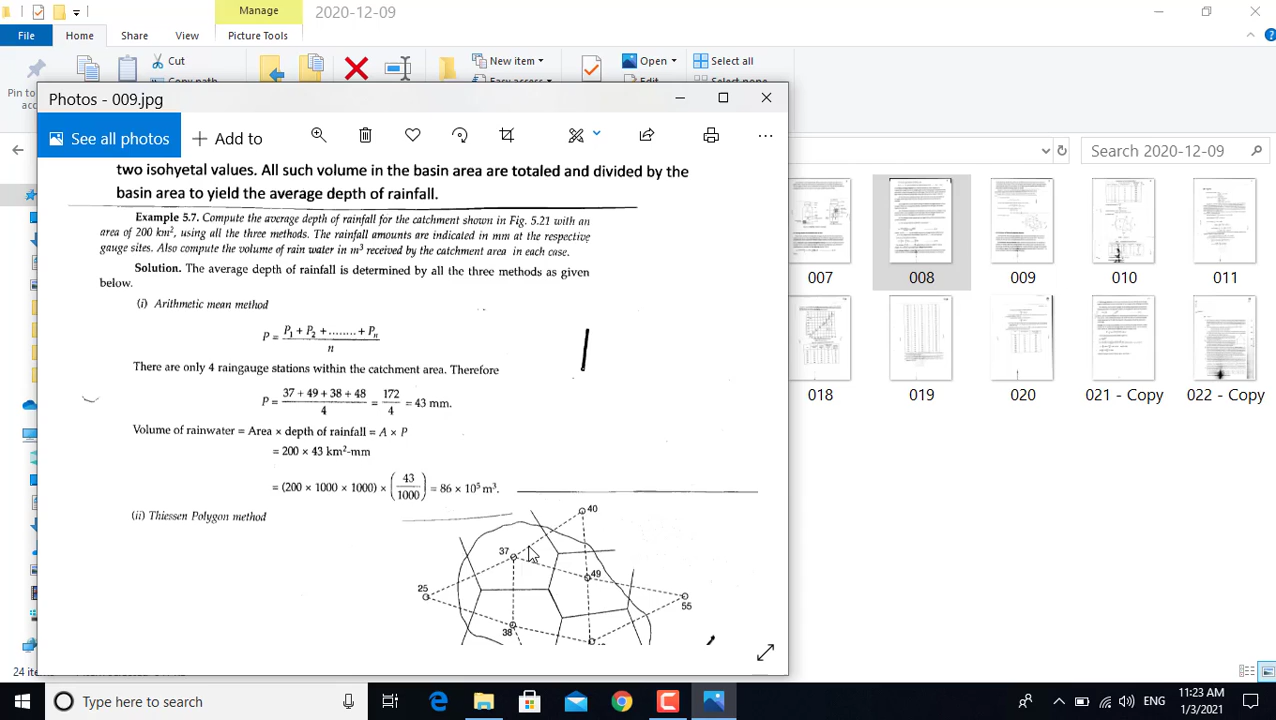 Manage
2020-12-09
File
Home
Share
View
Picture Tools
Cut
New item
Open
Select all
Pin to
Photos - 009.jpg
See all photos
Add to
Search 2020-12-09
two isohyetal values. All such volume in the basin area are totaled and divided by the
basin area to yield the average depth of rainfall.
Example 5.7. Compute the average depth of rainfall for the catchment shown in Fig. 5.21 with an
area of 200 km², using all the three methods. The rainfall amounts are indicated in mm at the respective
gauge sites. Also compute the volume of rain water in m³ received by the catchment area in each case.
Solution. The average depth of rainfall is determined by all the three methods as given
below.
(i) Arithmetic mean method
P = P₁ + P₂ + ........ + Pₙ / n
There are only 4 raingauge stations within the catchment area. Therefore
P = 37 + 49 + 38 + 48 / 4 = 172 / 4 = 43 mm.
Volume of rainwater = Area × depth of rainfall = A × P
= 200 × 43 km²-mm
= (200 × 1000 × 1000) × (43 / 1000) = 86 × 10⁵ m³.
(ii) Thiessen Polygon method
40
37
49
25
55
38
007
008
009
010
011
018
019
020
021 - Copy
022 - Copy
24 items
Type here to search
11:23 AM
1/3/2021